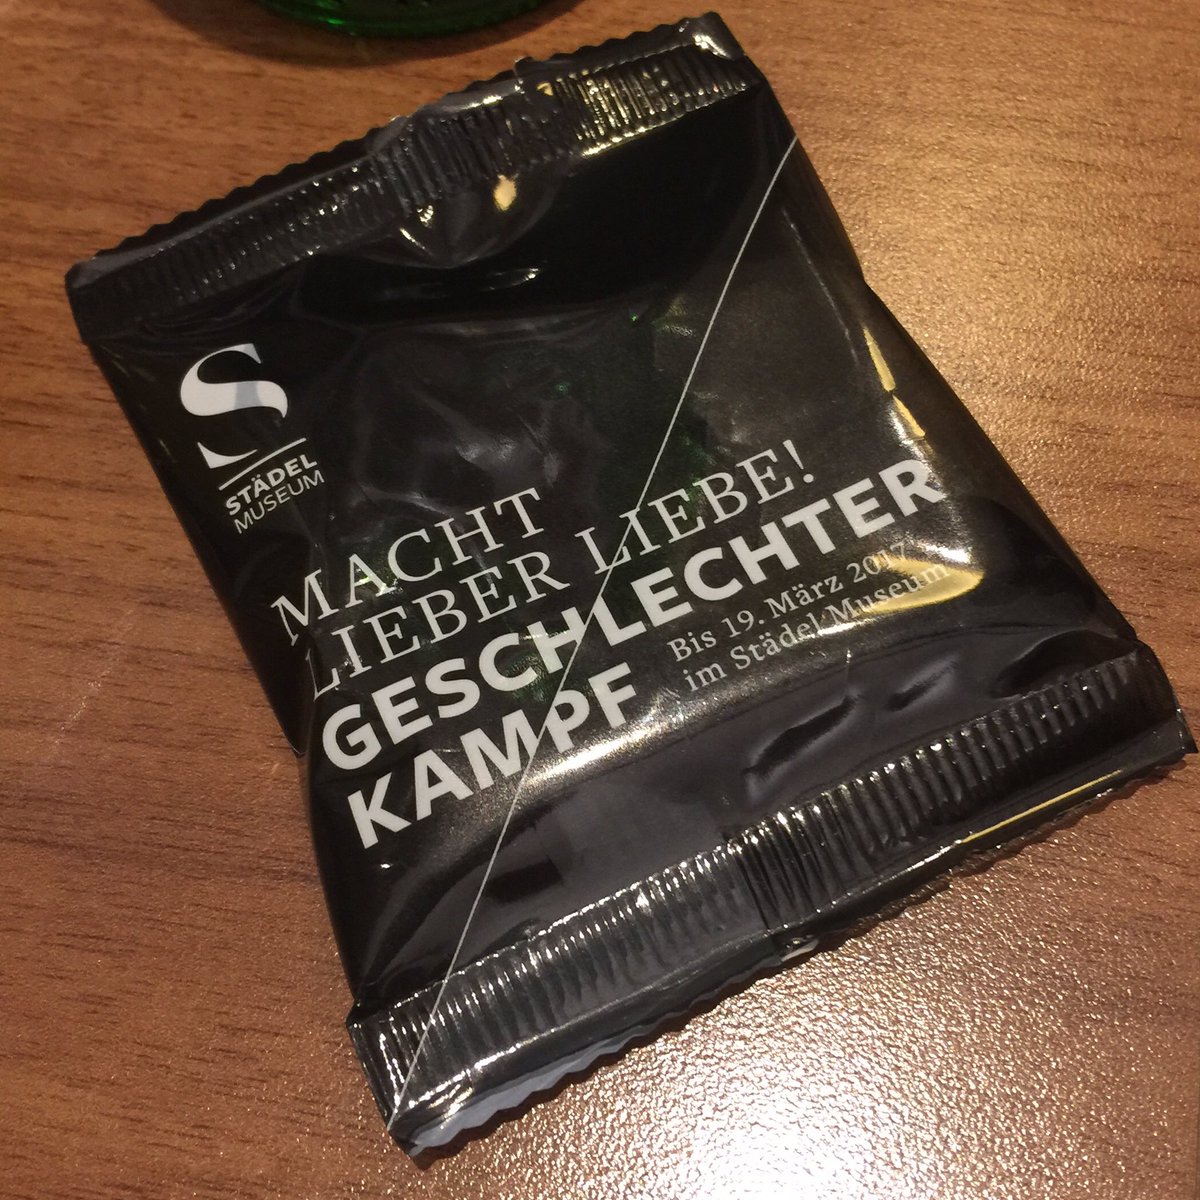 S
STÄDEL
MUSEUM
MACHT
LIEBER LIEBE!
GESCHLECHTER
KAMPF
Bis 19. März 2017
im Städel Museum